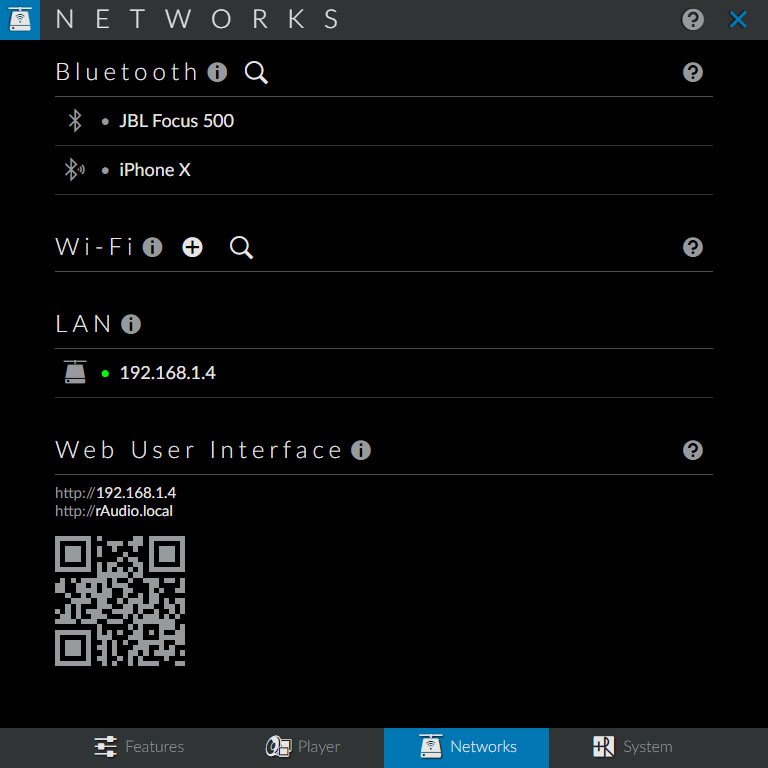 NETWORKS
Bluetooth
JBL Focus 500
iPhone X
Wi-Fi
LAN
192.168.1.4
Web User Interface
http://192.168.1.4
http://rAudio.local
Features Player Networks System